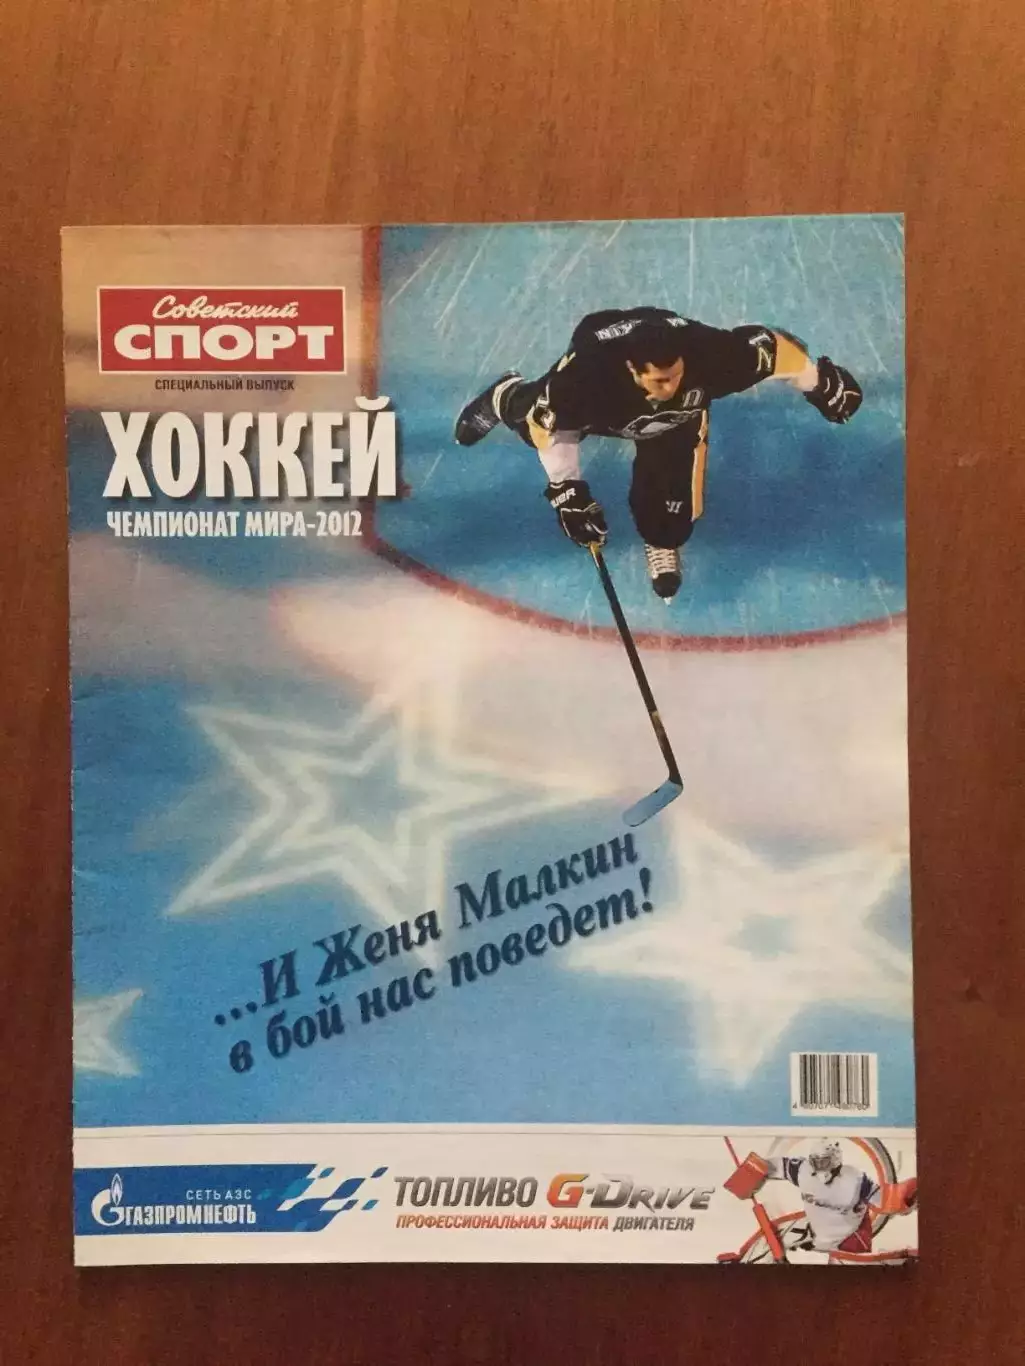 Советский
СПОРТ
СПЕЦИАЛЬНЫЙ ВЫПУСК
ХОККЕЙ
ЧЕМПИОНАТ МИРА-2012
...И Женя Малкин
в бой нас поведет!
СЕТЬ АЗС
ГАЗПРОМНЕФТЬ
ТОПЛИВО G-DRIVE
ПРОФЕССИОНАЛЬНАЯ ЗАЩИТА ДВИГАТЕЛЯ